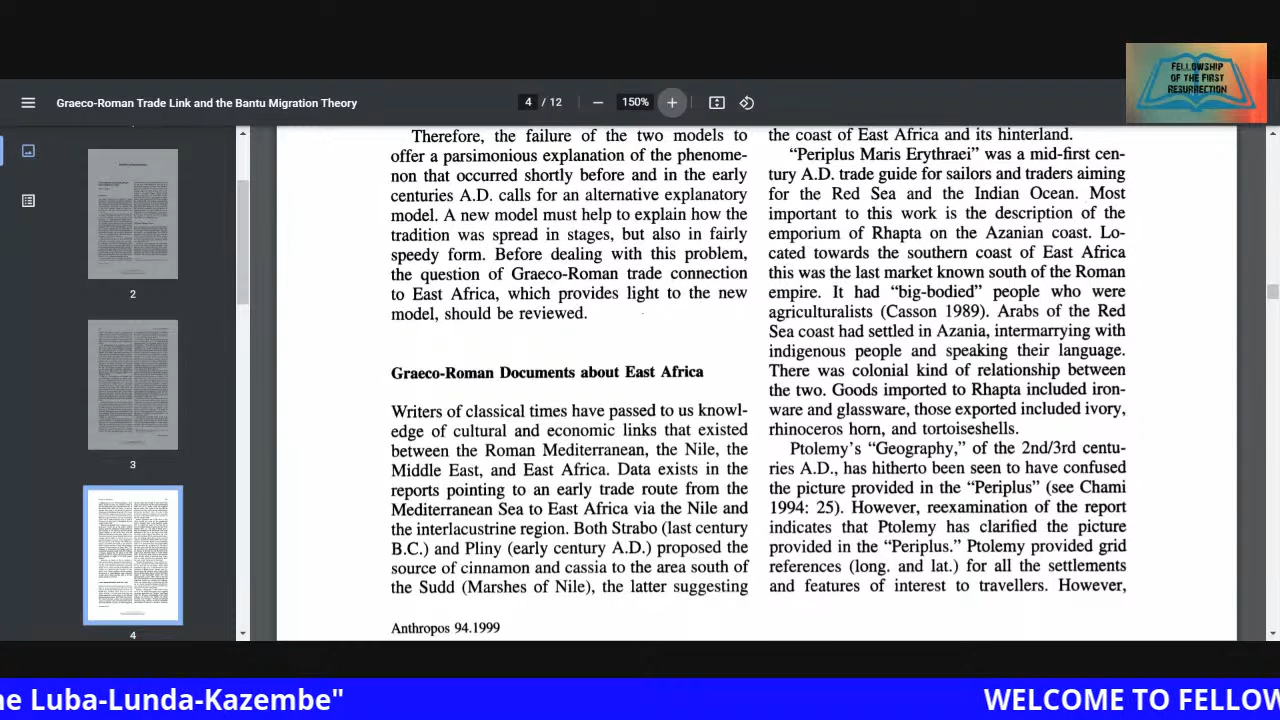 FELLOWSHIP
OF THE FIRST
RESURRECTION
Graeco-Roman Trade Link and the Bantu Migration Theory
4 / 12
150%
2
3
4
Therefore, the failure of the two models to
offer a parsimonious explanation of the phenome-
non that occurred shortly before and in the early
centuries A.D. calls for an alternative explanatory
model. A new model must help to explain how the
tradition was spread in stages, but also in fairly
speedy form. Before dealing with this problem,
the question of Graeco-Roman trade connection
to East Africa, which provides light to the new
model, should be reviewed.
Graeco-Roman Documents about East Africa
Writers of classical times have passed to us knowl-
edge of cultural and economic links that existed
between the Roman Mediterranean, the Nile, the
Middle East, and East Africa. Data exists in the
reports pointing to an early trade route from the
Mediterranean Sea to East Africa via the Nile and
the interlacustrine region. Both Strabo (last century
B.C.) and Pliny (early century A.D.) proposed the
source of cinnamon and cassia to the area south of
the Sudd (Marshes of Nile), the latter suggesting
Anthropos 94.1999
the coast of East Africa and its hinterland.
“Periplus Maris Erythraei” was a mid-first cen-
tury A.D. trade guide for sailors and traders aiming
for the Red Sea and the Indian Ocean. Most
important to this work is the description of the
emporium of Rhapta on the Azanian coast. Lo-
cated towards the southern coast of East Africa
this was the last market known south of the Roman
empire. It had “big-bodied” people who were
agriculturalists (Casson 1989). Arabs of the Red
Sea coast had settled in Azania, intermarrying with
indigenous people and speaking their language.
There was colonial kind of relationship between
the two. Goods imported to Rhapta included iron-
ware and glassware, those exported included ivory,
rhinoceros horn, and tortoiseshells.
Ptolemy’s “Geography,” of the 2nd/3rd centu-
ries A.D., has hitherto been seen to have confused
the picture provided in the “Periplus” (see Chami
1994: 25). However, reexamination of the report
indicates that Ptolemy has clarified the picture
provided in the “Periplus.” Ptolemy provided grid
references (long. and lat.) for all the settlements
and features of interest to travellers. However,
he Luba-Lunda-Kazembe" WELCOME TO FELLOW